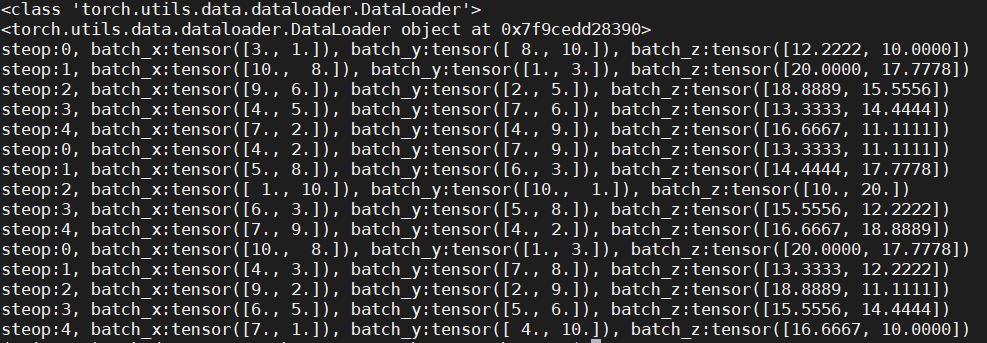 <class 'torch.utils.data.dataloader.DataLoader'>
<torch.utils.data.dataloader.DataLoader object at 0x7f9cedd28390>
steop:0, batch_x:tensor([3., 1.]), batch_y:tensor([ 8., 10.]), batch_z:tensor([12.2222, 10.0000])
steop:1, batch_x:tensor([10.,  8.]), batch_y:tensor([1., 3.]), batch_z:tensor([20.0000, 17.7778])
steop:2, batch_x:tensor([9., 6.]), batch_y:tensor([2., 5.]), batch_z:tensor([18.8889, 15.5556])
steop:3, batch_x:tensor([4., 5.]), batch_y:tensor([7., 6.]), batch_z:tensor([13.3333, 14.4444])
steop:4, batch_x:tensor([7., 2.]), batch_y:tensor([4., 9.]), batch_z:tensor([16.6667, 11.1111])
steop:0, batch_x:tensor([4., 2.]), batch_y:tensor([7., 9.]), batch_z:tensor([13.3333, 11.1111])
steop:1, batch_x:tensor([5., 8.]), batch_y:tensor([6., 3.]), batch_z:tensor([14.4444, 17.7778])
steop:2, batch_x:tensor([ 1., 10.]), batch_y:tensor([10.,  1.]), batch_z:tensor([10., 20.])
steop:3, batch_x:tensor([6., 3.]), batch_y:tensor([5., 8.]), batch_z:tensor([15.5556, 12.2222])
steop:4, batch_x:tensor([7., 9.]), batch_y:tensor([4., 2.]), batch_z:tensor([16.6667, 18.8889])
steop:0, batch_x:tensor([10.,  8.]), batch_y:tensor([1., 3.]), batch_z:tensor([20.0000, 17.7778])
steop:1, batch_x:tensor([4., 3.]), batch_y:tensor([7., 8.]), batch_z:tensor([13.3333, 12.2222])
steop:2, batch_x:tensor([9., 2.]), batch_y:tensor([2., 9.]), batch_z:tensor([18.8889, 11.1111])
steop:3, batch_x:tensor([6., 5.]), batch_y:tensor([5., 6.]), batch_z:tensor([15.5556, 14.4444])
steop:4, batch_x:tensor([7., 1.]), batch_y:tensor([ 4., 10.]), batch_z:tensor([16.6667, 10.0000])